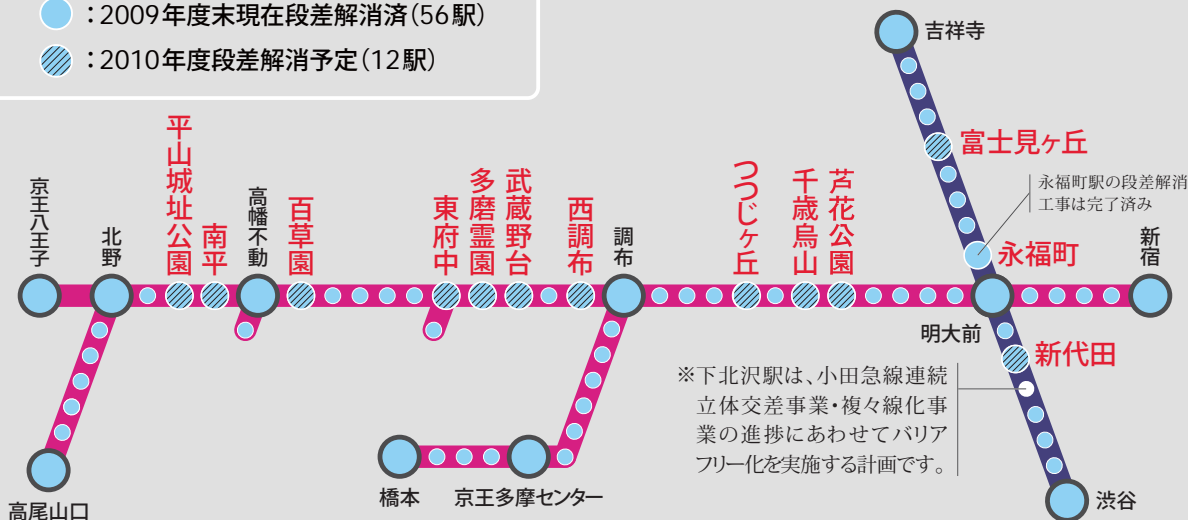 ：2009年度末現在段差解消済(56駅)
：2010年度段差解消予定(12駅)
吉祥寺
富士見ヶ丘
永福町駅の段差解消
工事は完了済み
永福町
京王八王子
北野
平山城址公園
南平
高幡不動
百草園
東府中
多磨霊園
武蔵野台
西調布
調布
つつじヶ丘
千歳烏山
芦花公園
新宿
明大前
新代田
※下北沢駅は、小田急線連続
立体交差事業・複々線化事
業の進捗にあわせてバリア
フリー化を実施する計画です。
高尾山口
橋本
京王多摩センター
渋谷